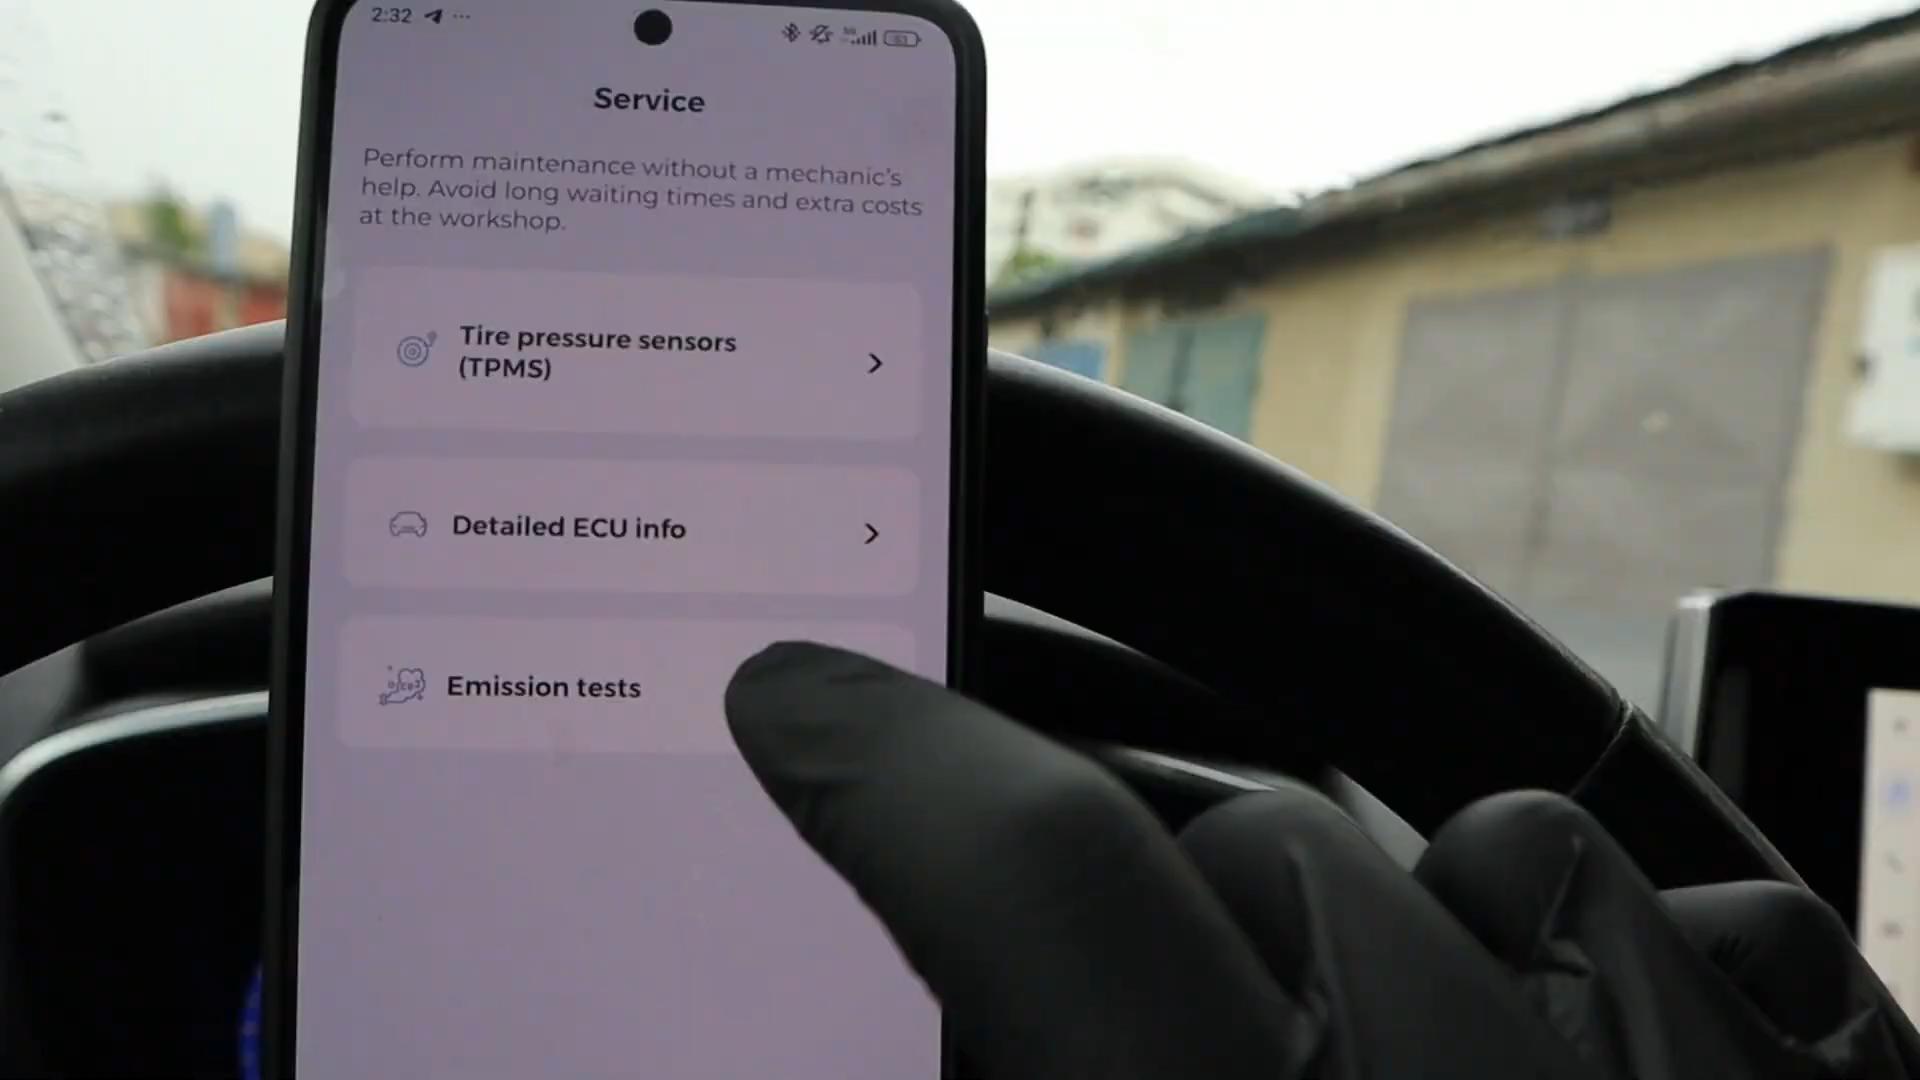 2:32
Service
Perform maintenance without a mechanic's
help. Avoid long waiting times and extra costs
at the workshop.
Tire pressure sensors
(TPMS)
Detailed ECU info
Emission tests